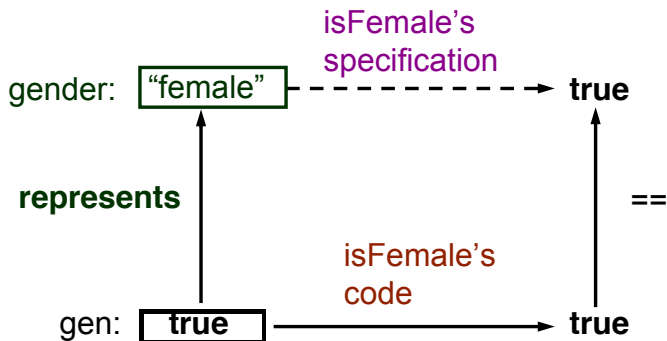 isFemale’s
specification
gender: “female” true
represents ==
isFemale’s
code
gen: true true